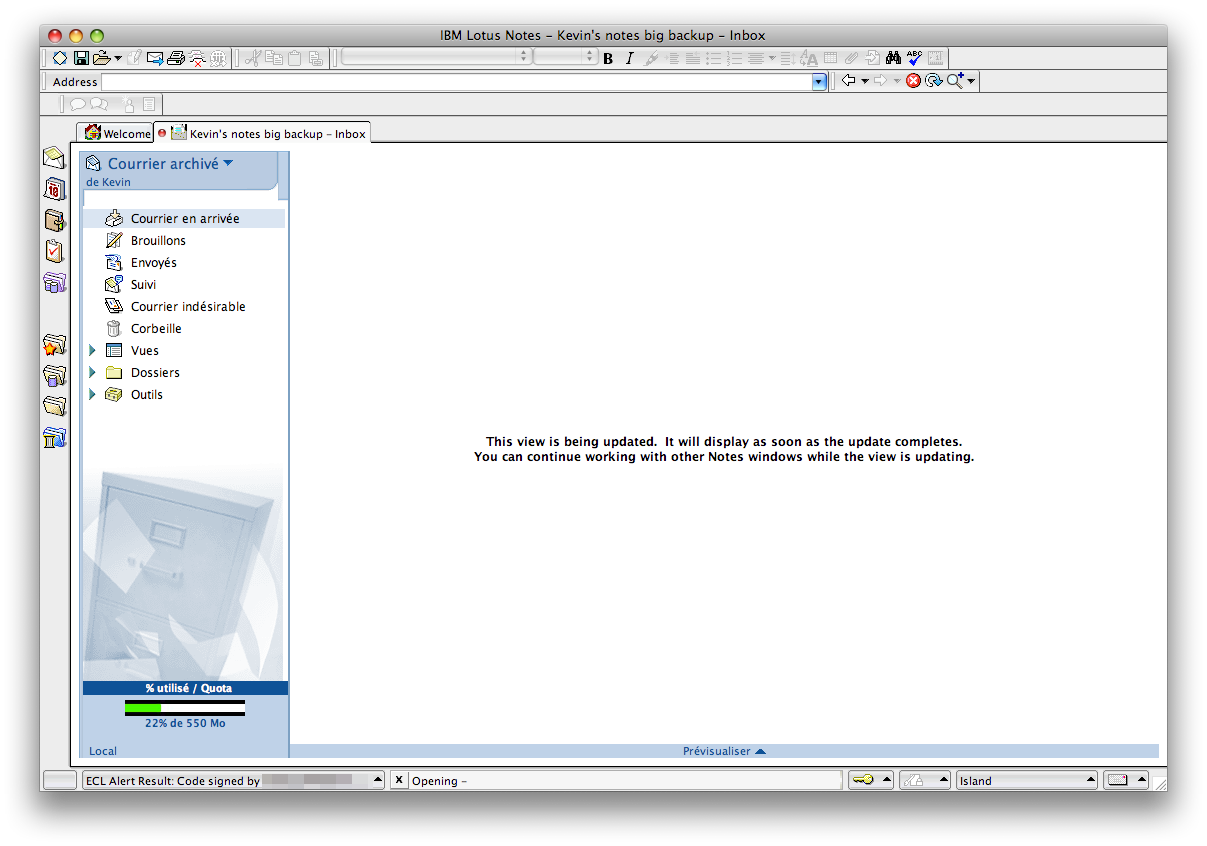 IBM Lotus Notes – Kevin's notes big backup – Inbox
B I
ABC
Address
Welcome
Kevin's notes big backup – Inbox
Courrier archivé
de Kevin
10
Courrier en arrivée
Brouillons
Envoyés
Suivi
Courrier indésirable
Corbeille
Vues
Dossiers
Outils
This view is being updated. It will display as soon as the update completes.
You can continue working with other Notes windows while the view is updating.
% utilisé / Quota
22% de 550 Mo
Local
Prévisualiser
ECL Alert Result: Code signed by
X
Opening –
Island